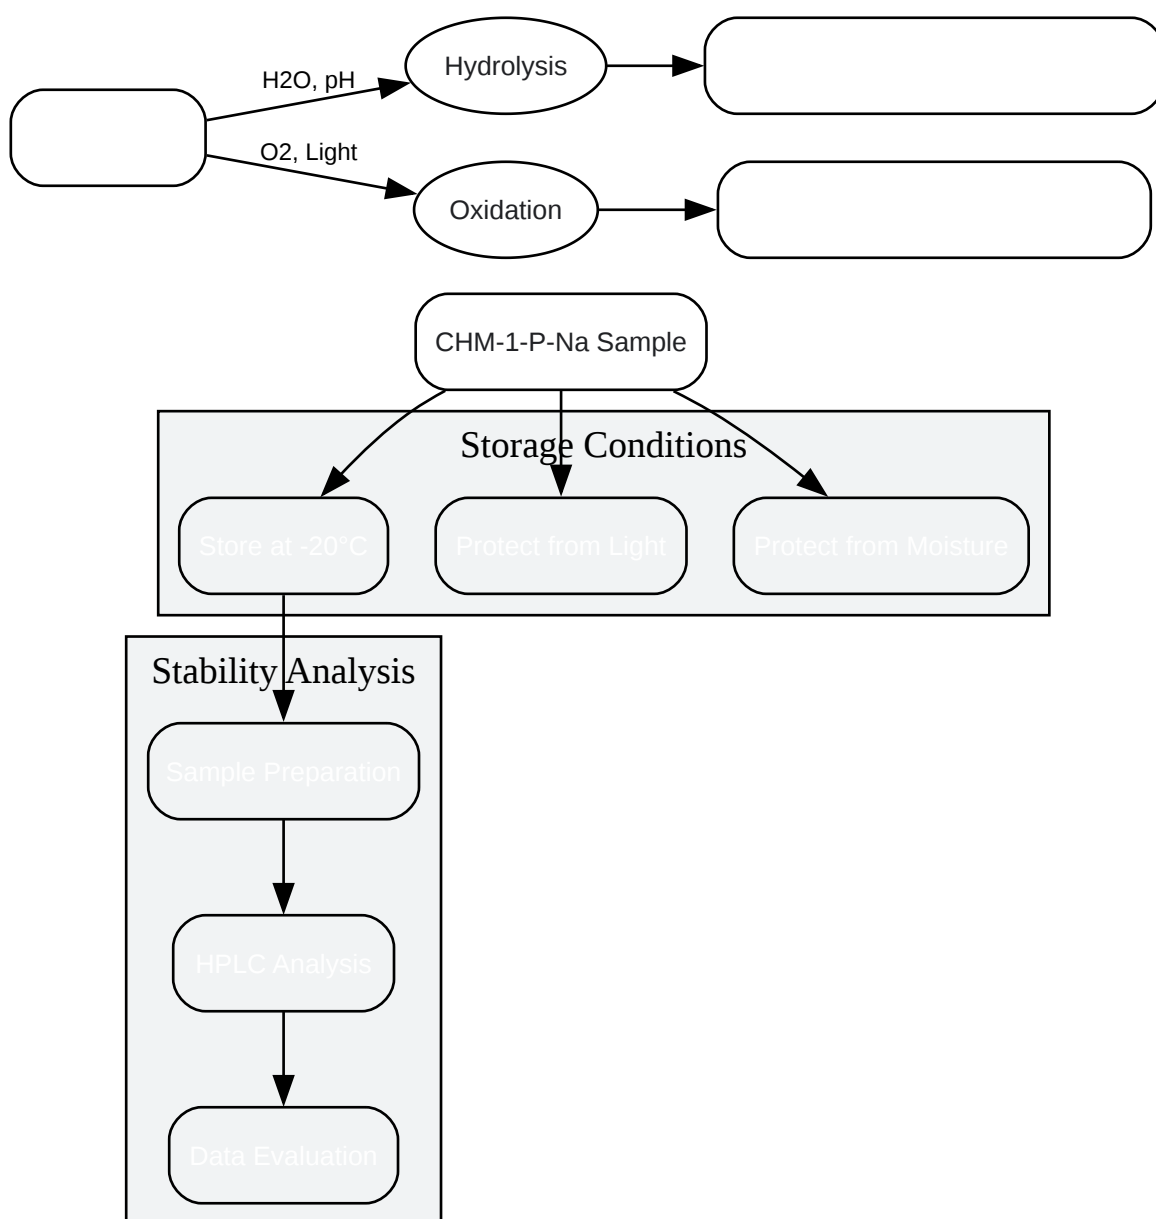 H2O, pH
Hydrolysis
O2, Light
Oxidation
CHM-1-P-Na Sample
Storage Conditions
Store at -20°C
Protect from Light
Protect from Moisture
Stability Analysis
Sample Preparation
HPLC Analysis
Data Evaluation